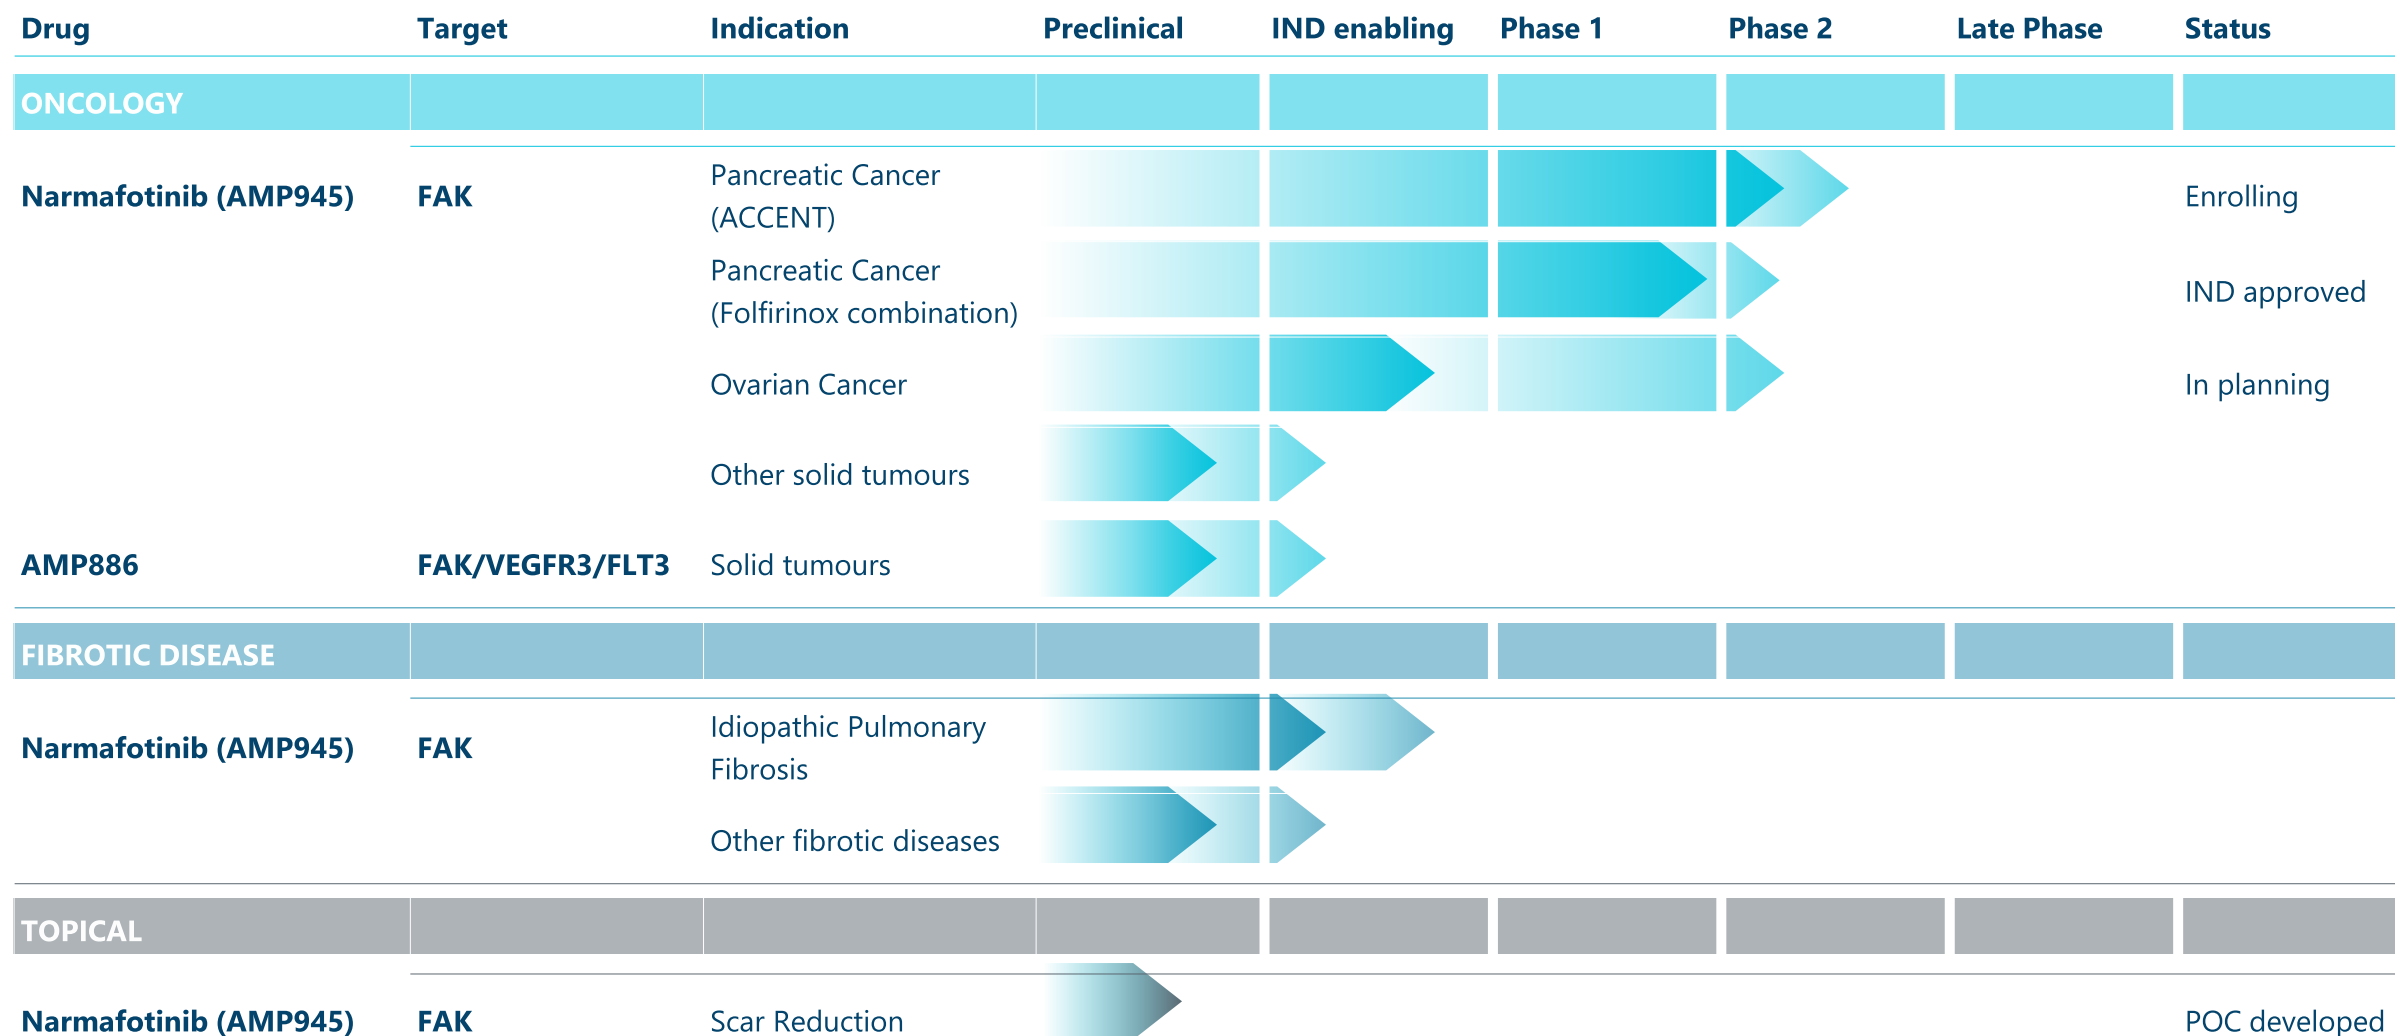 Drug Target Indication Preclinical IND enabling Phase 1 Phase 2 Late Phase Status
ONCOLOGY
Narmafotinib (AMP945) FAK Pancreatic Cancer
(ACCENT) Enrolling
Pancreatic Cancer
(Folfirinox combination) IND approved
Ovarian Cancer In planning
Other solid tumours
AMP886 FAK/VEGFR3/FLT3 Solid tumours
FIBROTIC DISEASE
Narmafotinib (AMP945) FAK Idiopathic Pulmonary
Fibrosis
Other fibrotic diseases
TOPICAL
Narmafotinib (AMP945) FAK Scar Reduction POC developed